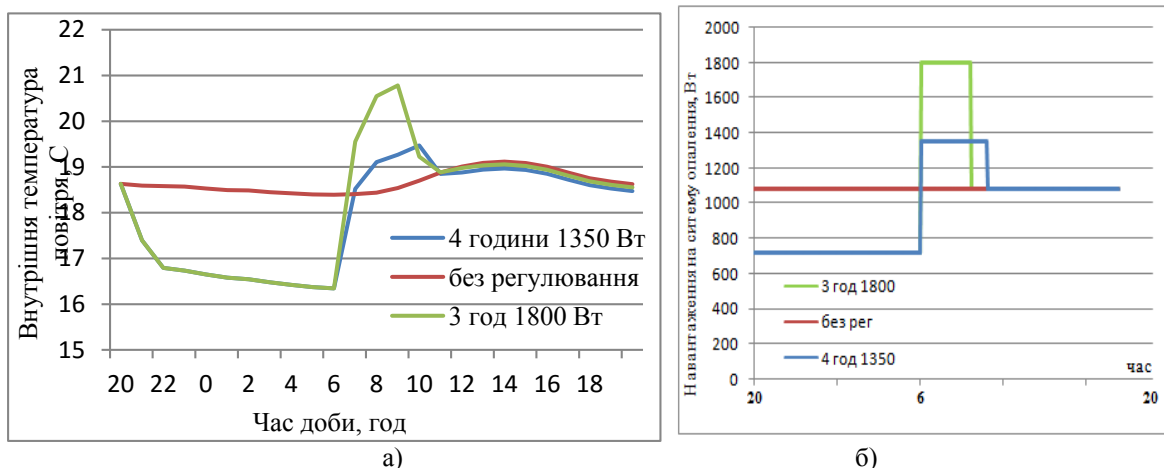 22
21
20
19
18
17
16
15
Внутрішня температура
повітря, С
4 години 1350 Вт
без регулювання
3 год 1800 Вт
20 22 0 2 4 6 8 10 12 14 16 18
Час доби, год
а)
2000
1800
1600
1400
1200
1000
800
600
400
200
0
Навантаження на ситему опалення, Вт
3 год 1800
без рег
4 год 1350
час
20 6 20
б)